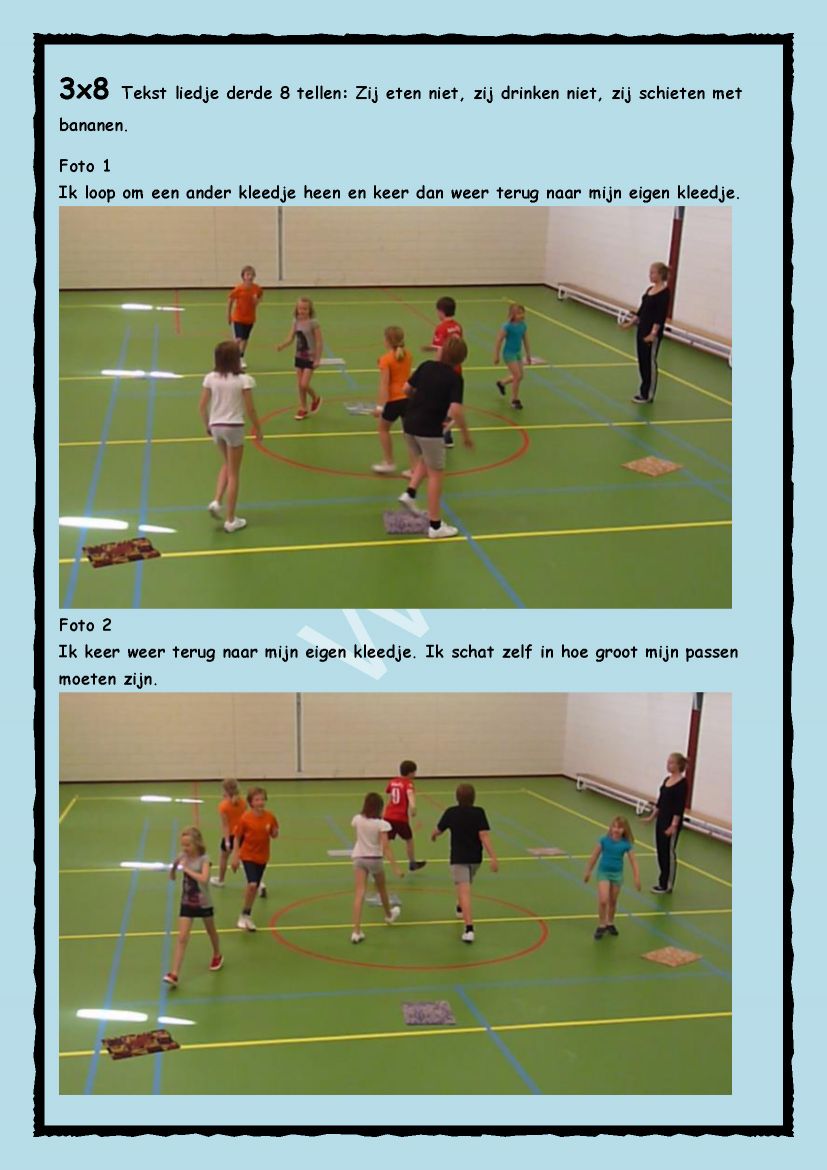 3x8 Tekst liedje derde 8 tellen: Zij eten niet, zij drinken niet, zij schieten met
bananen.
Foto 1
Ik loop om een ander kleedje heen en keer dan weer terug naar mijn eigen kleedje.
Foto 2
Ik keer weer terug naar mijn eigen kleedje. Ik schat zelf in hoe groot mijn passen
moeten zijn.
9